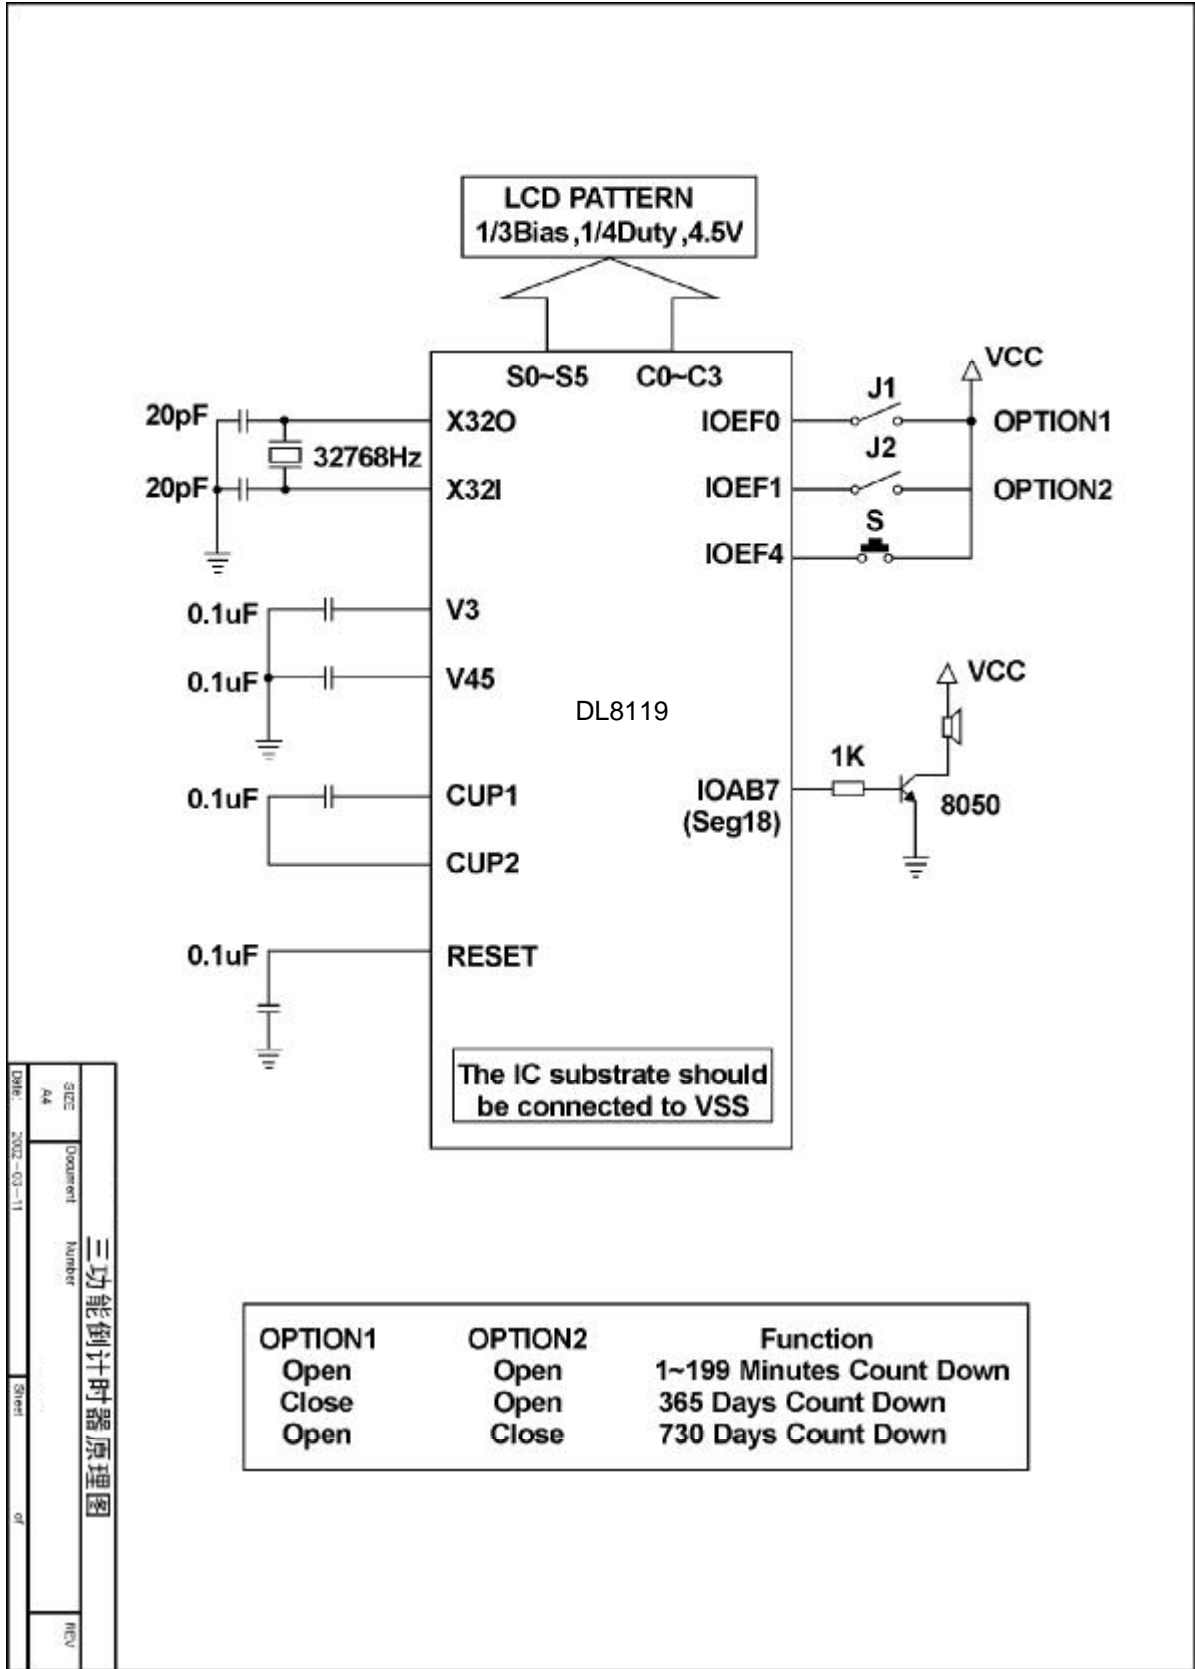 LCD PATTERN
1/3Bias,1/4Duty,4.5V
S0~S5 C0~C3
VCC
J1
20pF X32O IOEF0 OPTION1
32768Hz
J2
20pF X32I IOEF1 OPTION2
S
IOEF4
0.1uF V3
0.1uF V45
VCC
DL8119
1K
0.1uF CUP1 IOAB7
(Seg18)
8050
CUP2
0.1uF RESET
The IC substrate should
be connected to VSS
三功能倒计时器原理图
SIZE Document Number REV
A4
Date: 2002-03-11 Sheet of
OPTION1 OPTION2 Function
Open Open 1~199 Minutes Count Down
Close Open 365 Days Count Down
Open Close 730 Days Count Down